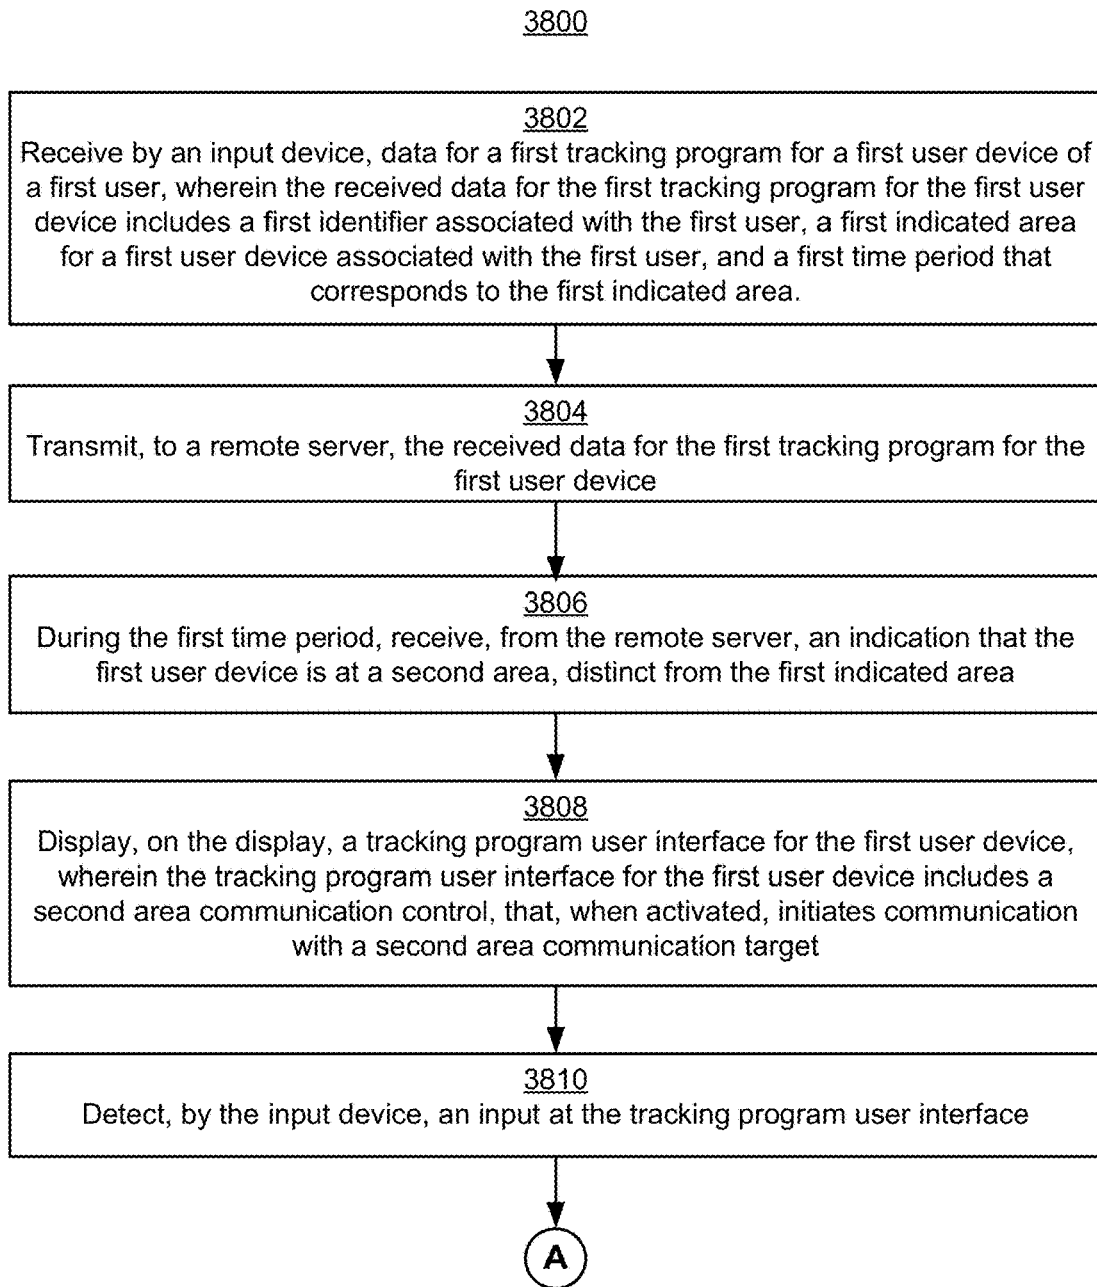 3800
3802
Receive by an input device, data for a first tracking program for a first user device of
a first user, wherein the received data for the first tracking program for the first user
device includes a first identifier associated with the first user, a first indicated area
for a first user device associated with the first user, and a first time period that
corresponds to the first indicated area.
3804
Transmit, to a remote server, the received data for the first tracking program for the
first user device
3806
During the first time period, receive, from the remote server, an indication that the
first user device is at a second area, distinct from the first indicated area
3808
Display, on the display, a tracking program user interface for the first user device,
wherein the tracking program user interface for the first user device includes a
second area communication control, that, when activated, initiates communication
with a second area communication target
3810
Detect, by the input device, an input at the tracking program user interface
A